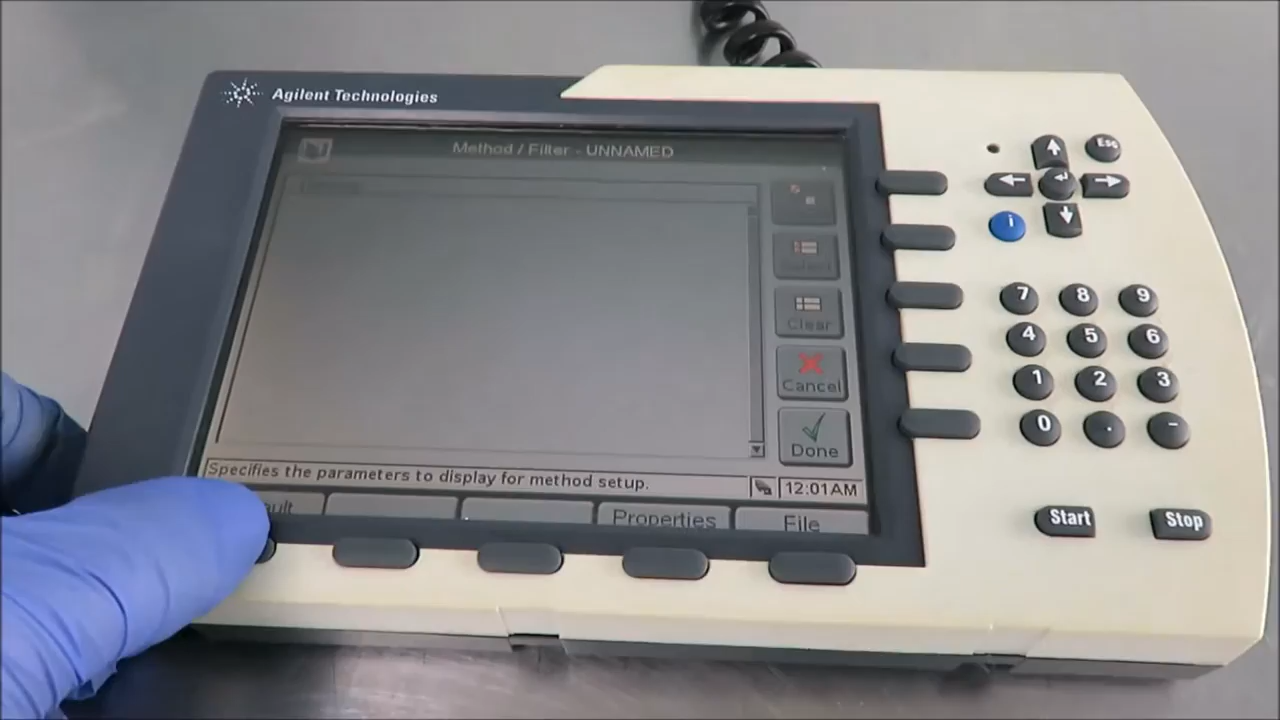 Agilent Technologies
Method / Filter - UNNAMED
Clear
Cancel
Done
Specifies the parameters to display for method setup.
12:01AM
Properties
File
Esc
i
7 8 9
4 5 6
1 2 3
0 . -
Start
Stop